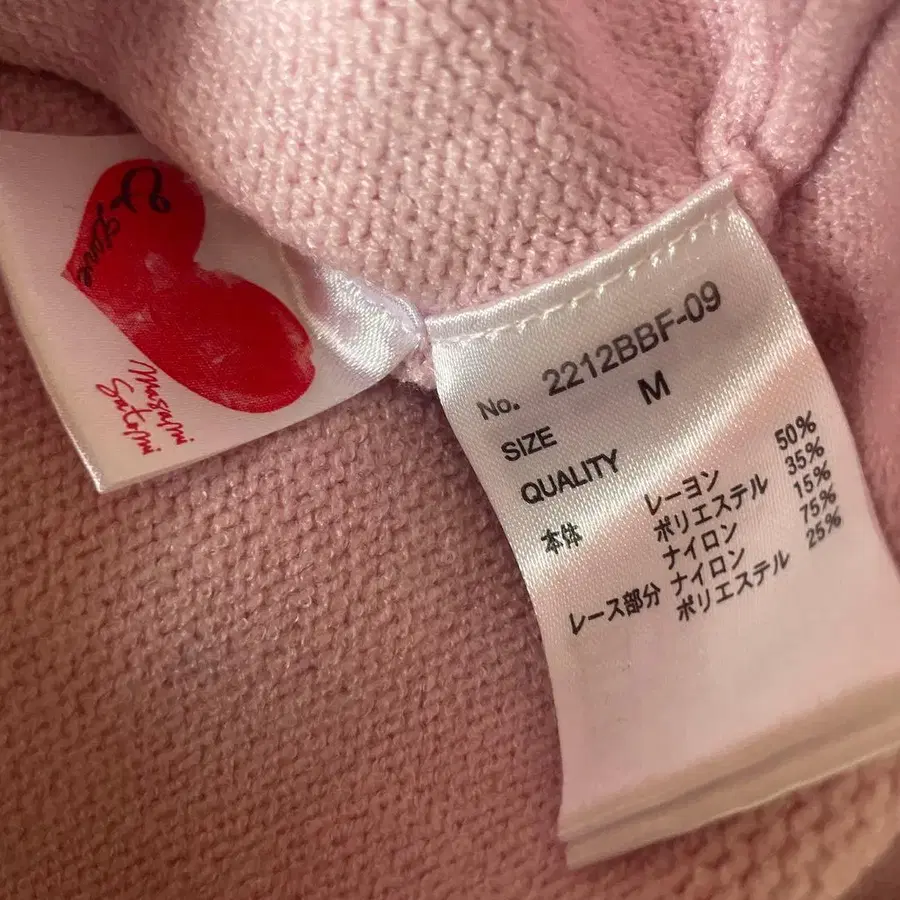 Love
Masami
Satomi
No. 2212BBF-09
SIZE M
QUALITY
本体 レーヨン 50%
ポリエステル 35%
ナイロン 15%
レース部分 ナイロン 75%
ポリエステル 25%